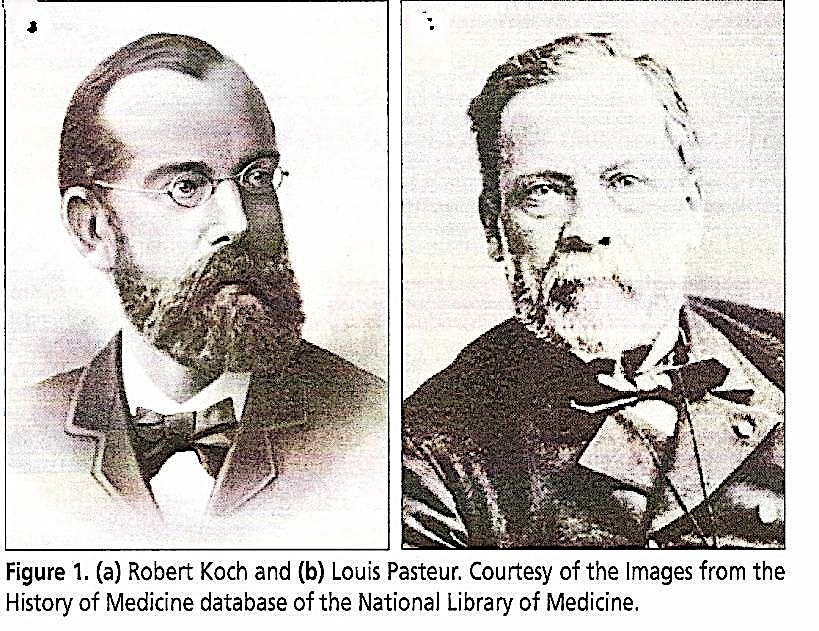 Figure 1. (a) Robert Koch and (b) Louis Pasteur. Courtesy of the Images from the
History of Medicine database of the National Library of Medicine.